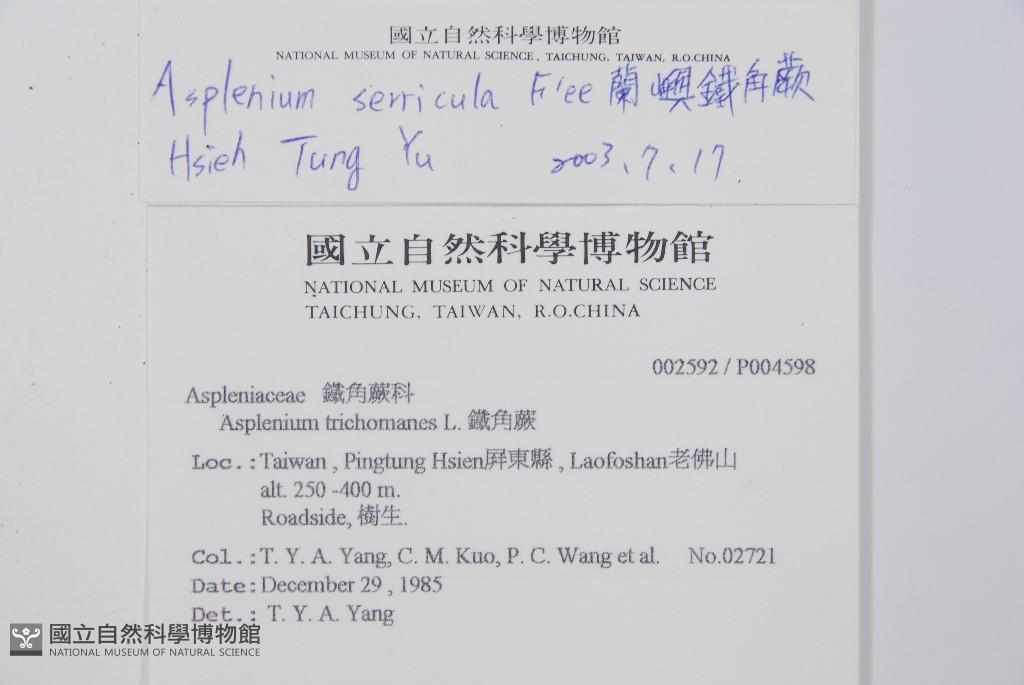 國立自然科學博物館
NATIONAL MUSEUM OF NATURAL SCIENCE, TAICHUNG, TAIWAN, R.O.CHINA
Asplenium serricula Fée 蘭嶼鐵角蕨
Hsieh Tung Yu 2003.7.17.
國立自然科學博物館
NATIONAL MUSEUM OF NATURAL SCIENCE
TAICHUNG, TAIWAN, R.O.CHINA
002592 / P004598
Aspleniaceae 鐵角蕨科
Asplenium trichomanes L. 鐵角蕨
Loc.:Taiwan , Pingtung Hsien屏東縣 , Laofoshan老佛山
alt. 250 -400 m.
Roadside, 樹生.
Col.:T. Y. A. Yang, C. M. Kuo, P. C. Wang et al. No.02721
Date:December 29 , 1985
Det.: T. Y. A. Yang
國立自然科學博物館
NATIONAL MUSEUM OF NATURAL SCIENCE